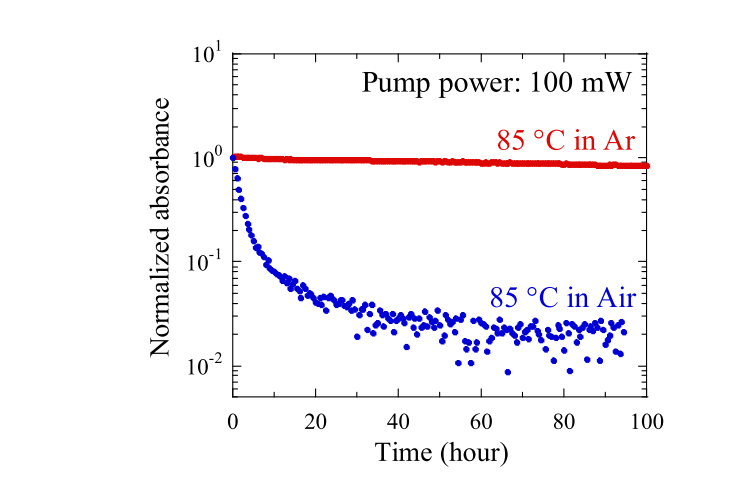 Pump power: 100 mW
85 °C in Ar
85 °C in Air
Normalized absorbance
10^1
10^0
10^-1
10^-2
0 20 40 60 80 100
Time (hour)